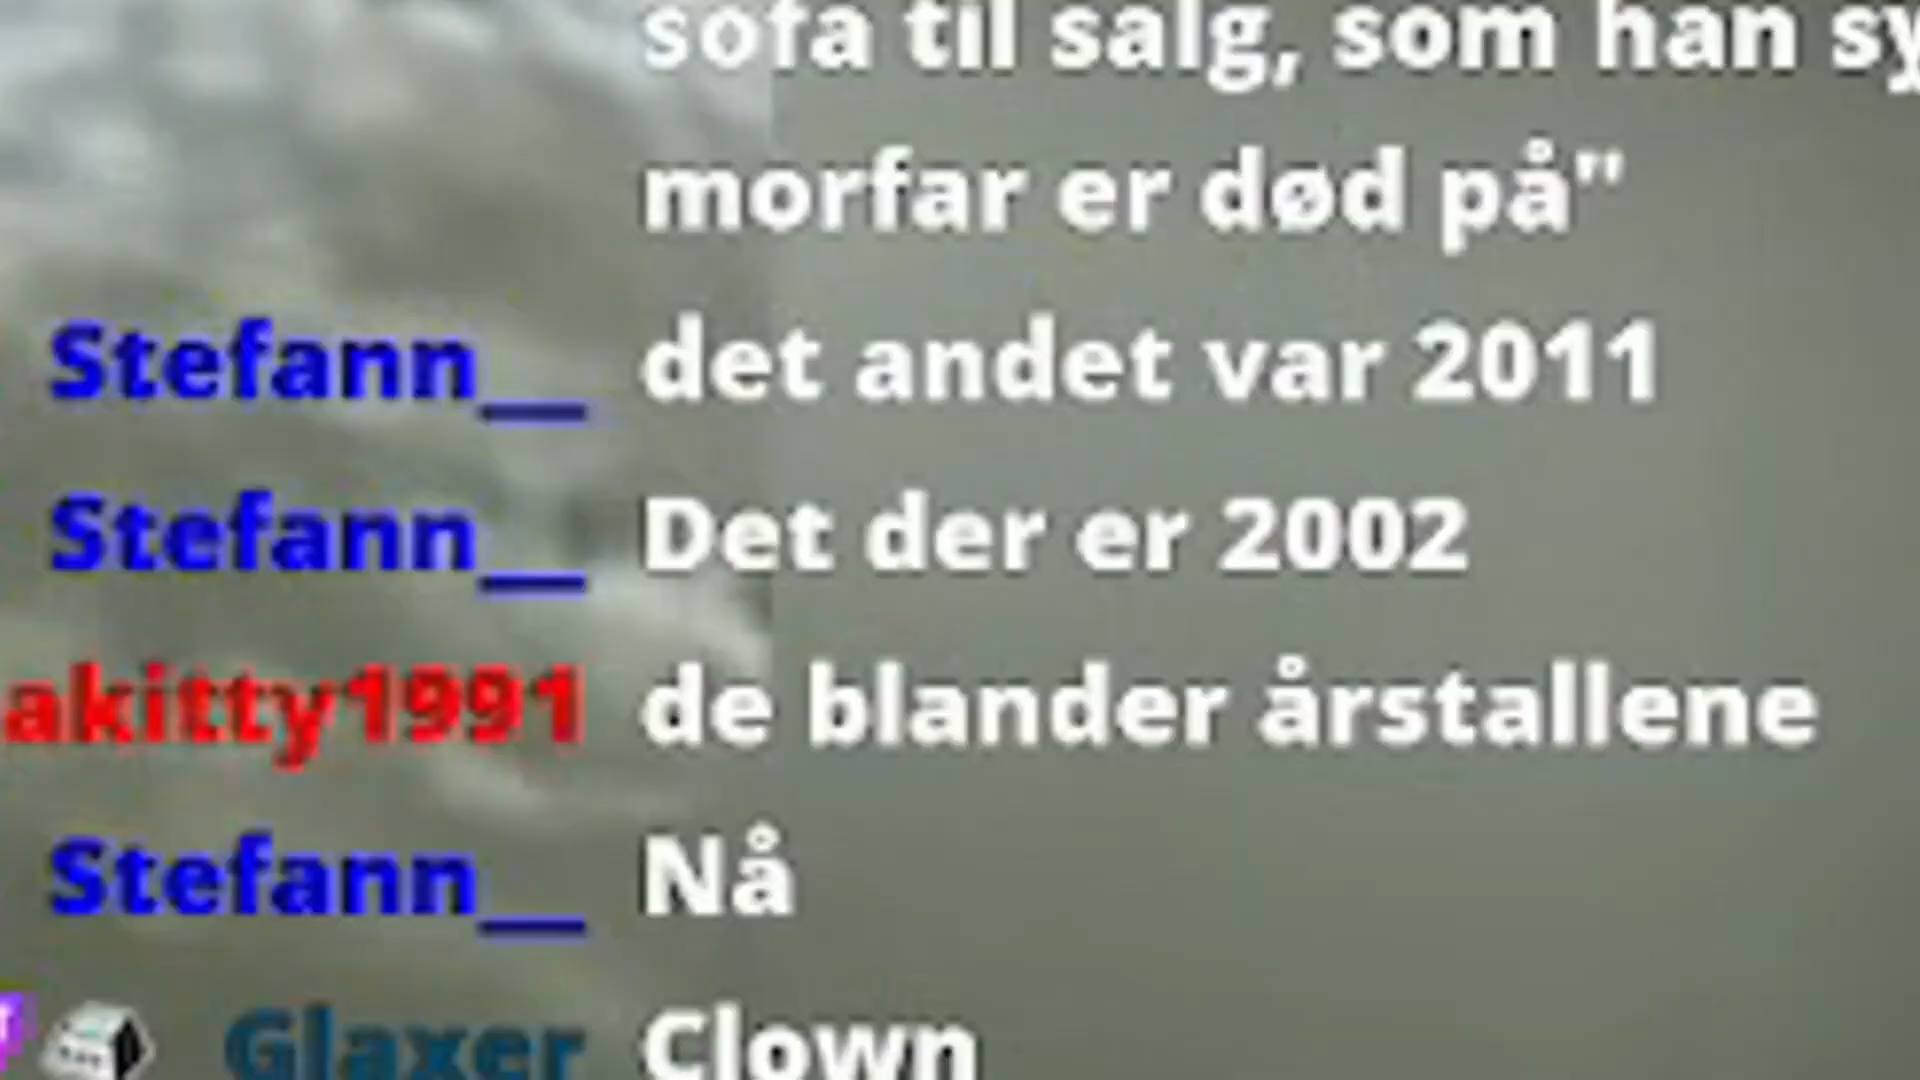 sofa til salg, som han
morfar er død på"
Stefann__ det andet var 2011
Stefann__ Det der er 2002
akitty1991 de blander årstallene
Stefann__ Nå
Glaxer Clown